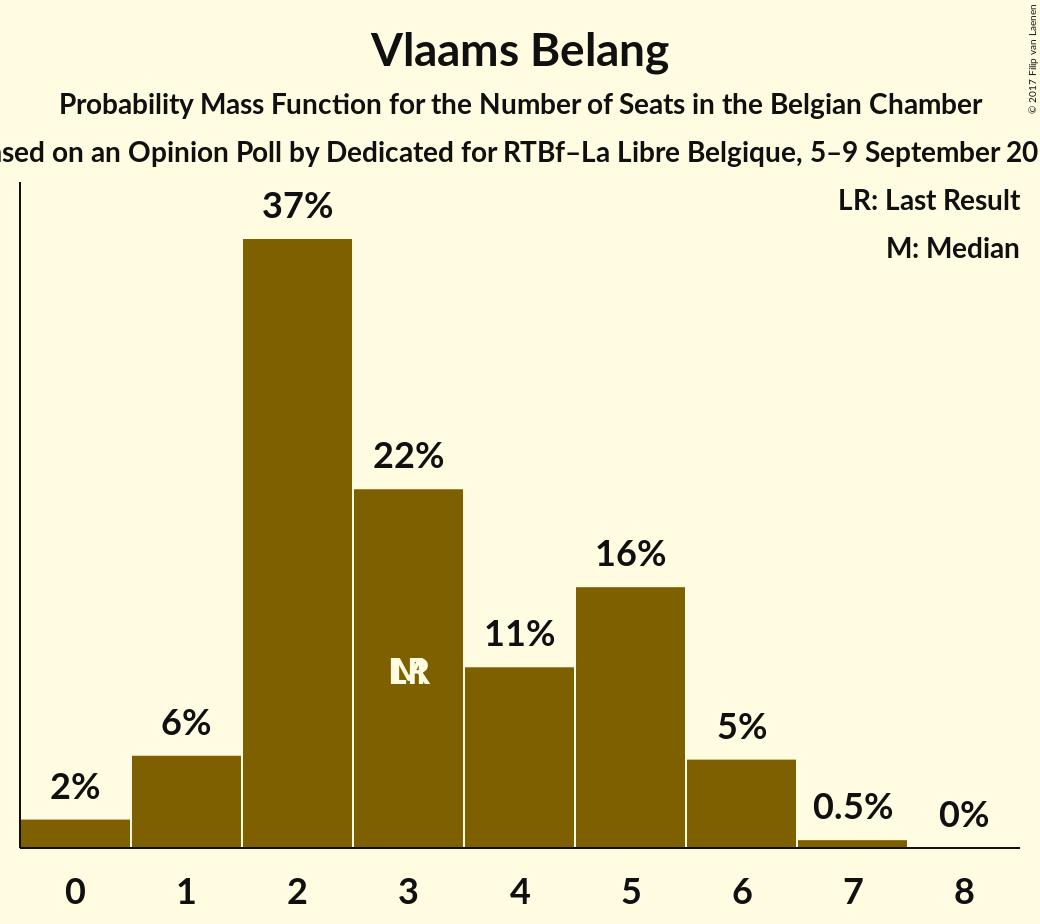 Vlaams Belang
Probability Mass Function for the Number of Seats in the Belgian Chamber
on an Opinion Poll by Dedicated for RTBf–La Libre Belgique, 5–9 September
LR: Last Result
M: Median
37%
22%
16%
11%
6%
5%
2%
0.5%
0%
LR
M
0 1 2 3 4 5 6 7 8
© 2017 Filip van Laenen